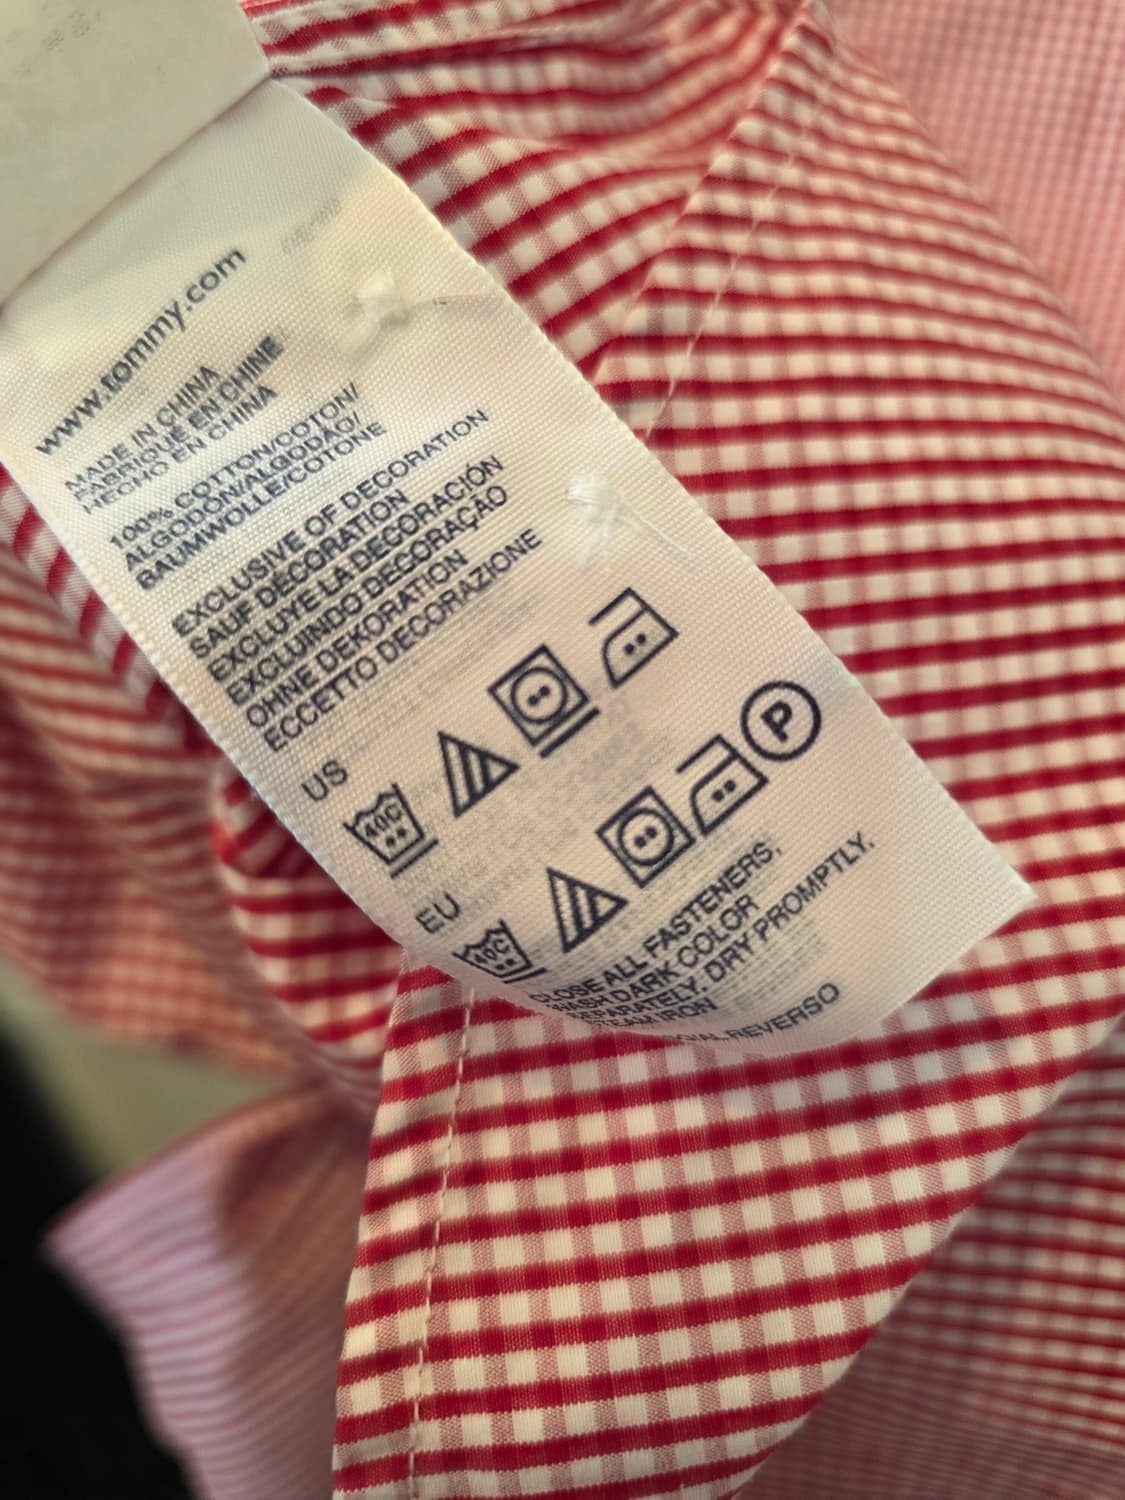 www.tommy.com
MADE IN CHINA
FABRIQUÉ EN CHINE
HECHO EN CHINA
100% COTTON/COTON/
ALGODÓN/ALGODÃO/
BAUMWOLLE/COTONE
EXCLUSIVE OF DECORATION
SAUF DÉCORATION
EXCLUYE LA DECORACIÓN
EXCLUINDO DECORAÇÃO
OHNE DEKORATION
ECCETTO DECORAZIONE
US
40C
EU
40C
P
CLOSE ALL FASTENERS,
WASH DARK COLOR
SEPARATELY. DRY PROMPTLY,
STEAM IRON
REVERSO